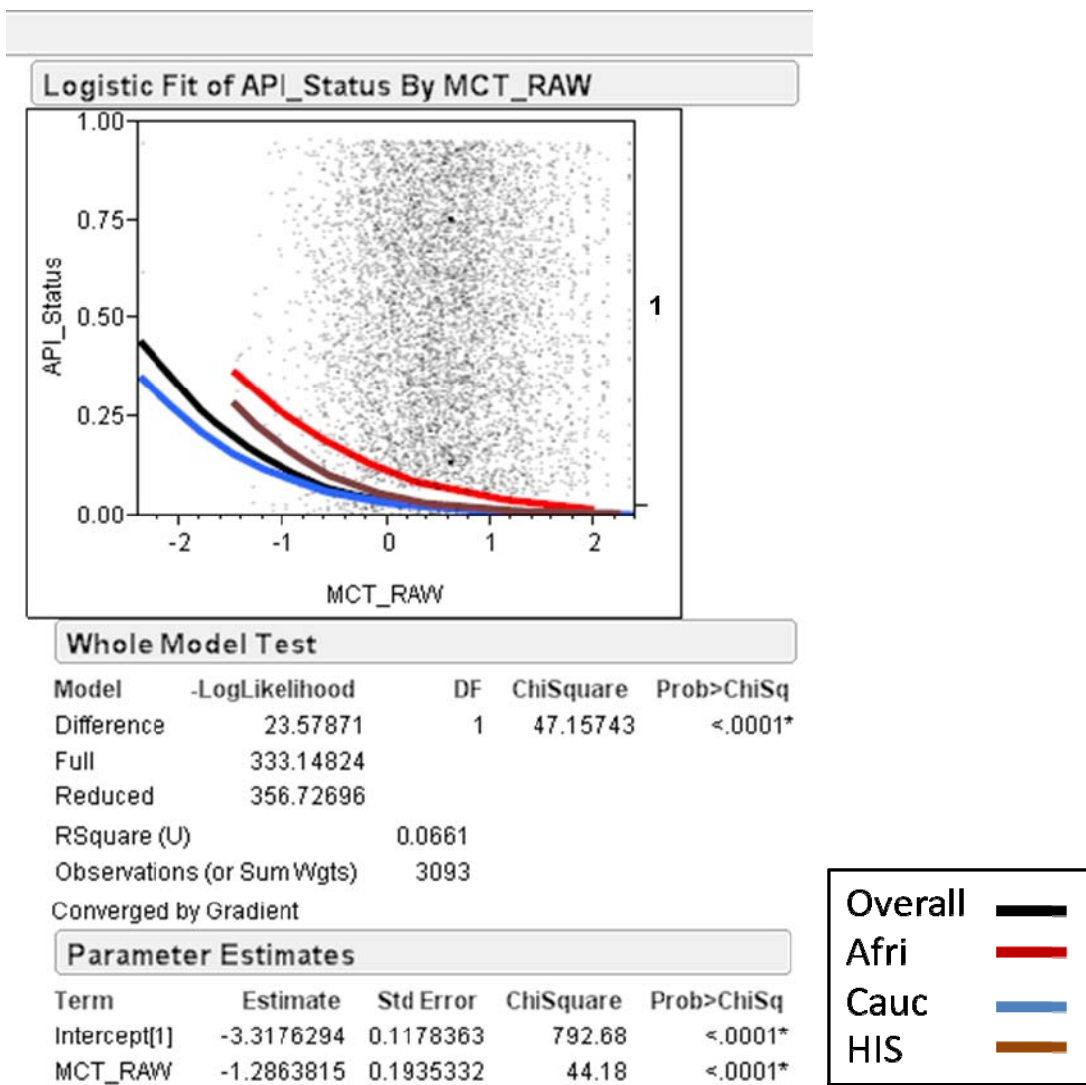 Logistic Fit of API_Status By MCT_RAW
1.00
0.75
0.50
0.25
0.00
API_Status
1
-2 -1 0 1 2
MCT_RAW
Whole Model Test
Model -LogLikelihood DF ChiSquare Prob>ChiSq
Difference 23.57871 1 47.15743 <.0001*
Full 333.14824
Reduced 356.72696
RSquare (U) 0.0661
Observations (or Sum Wgts) 3093
Converged by Gradient
Parameter Estimates
Term Estimate Std Error ChiSquare Prob>ChiSq
Intercept[1] -3.3176294 0.1178363 792.68 <.0001*
MCT_RAW -1.2863815 0.1935332 44.18 <.0001*
Overall
Afri
Cauc
HIS